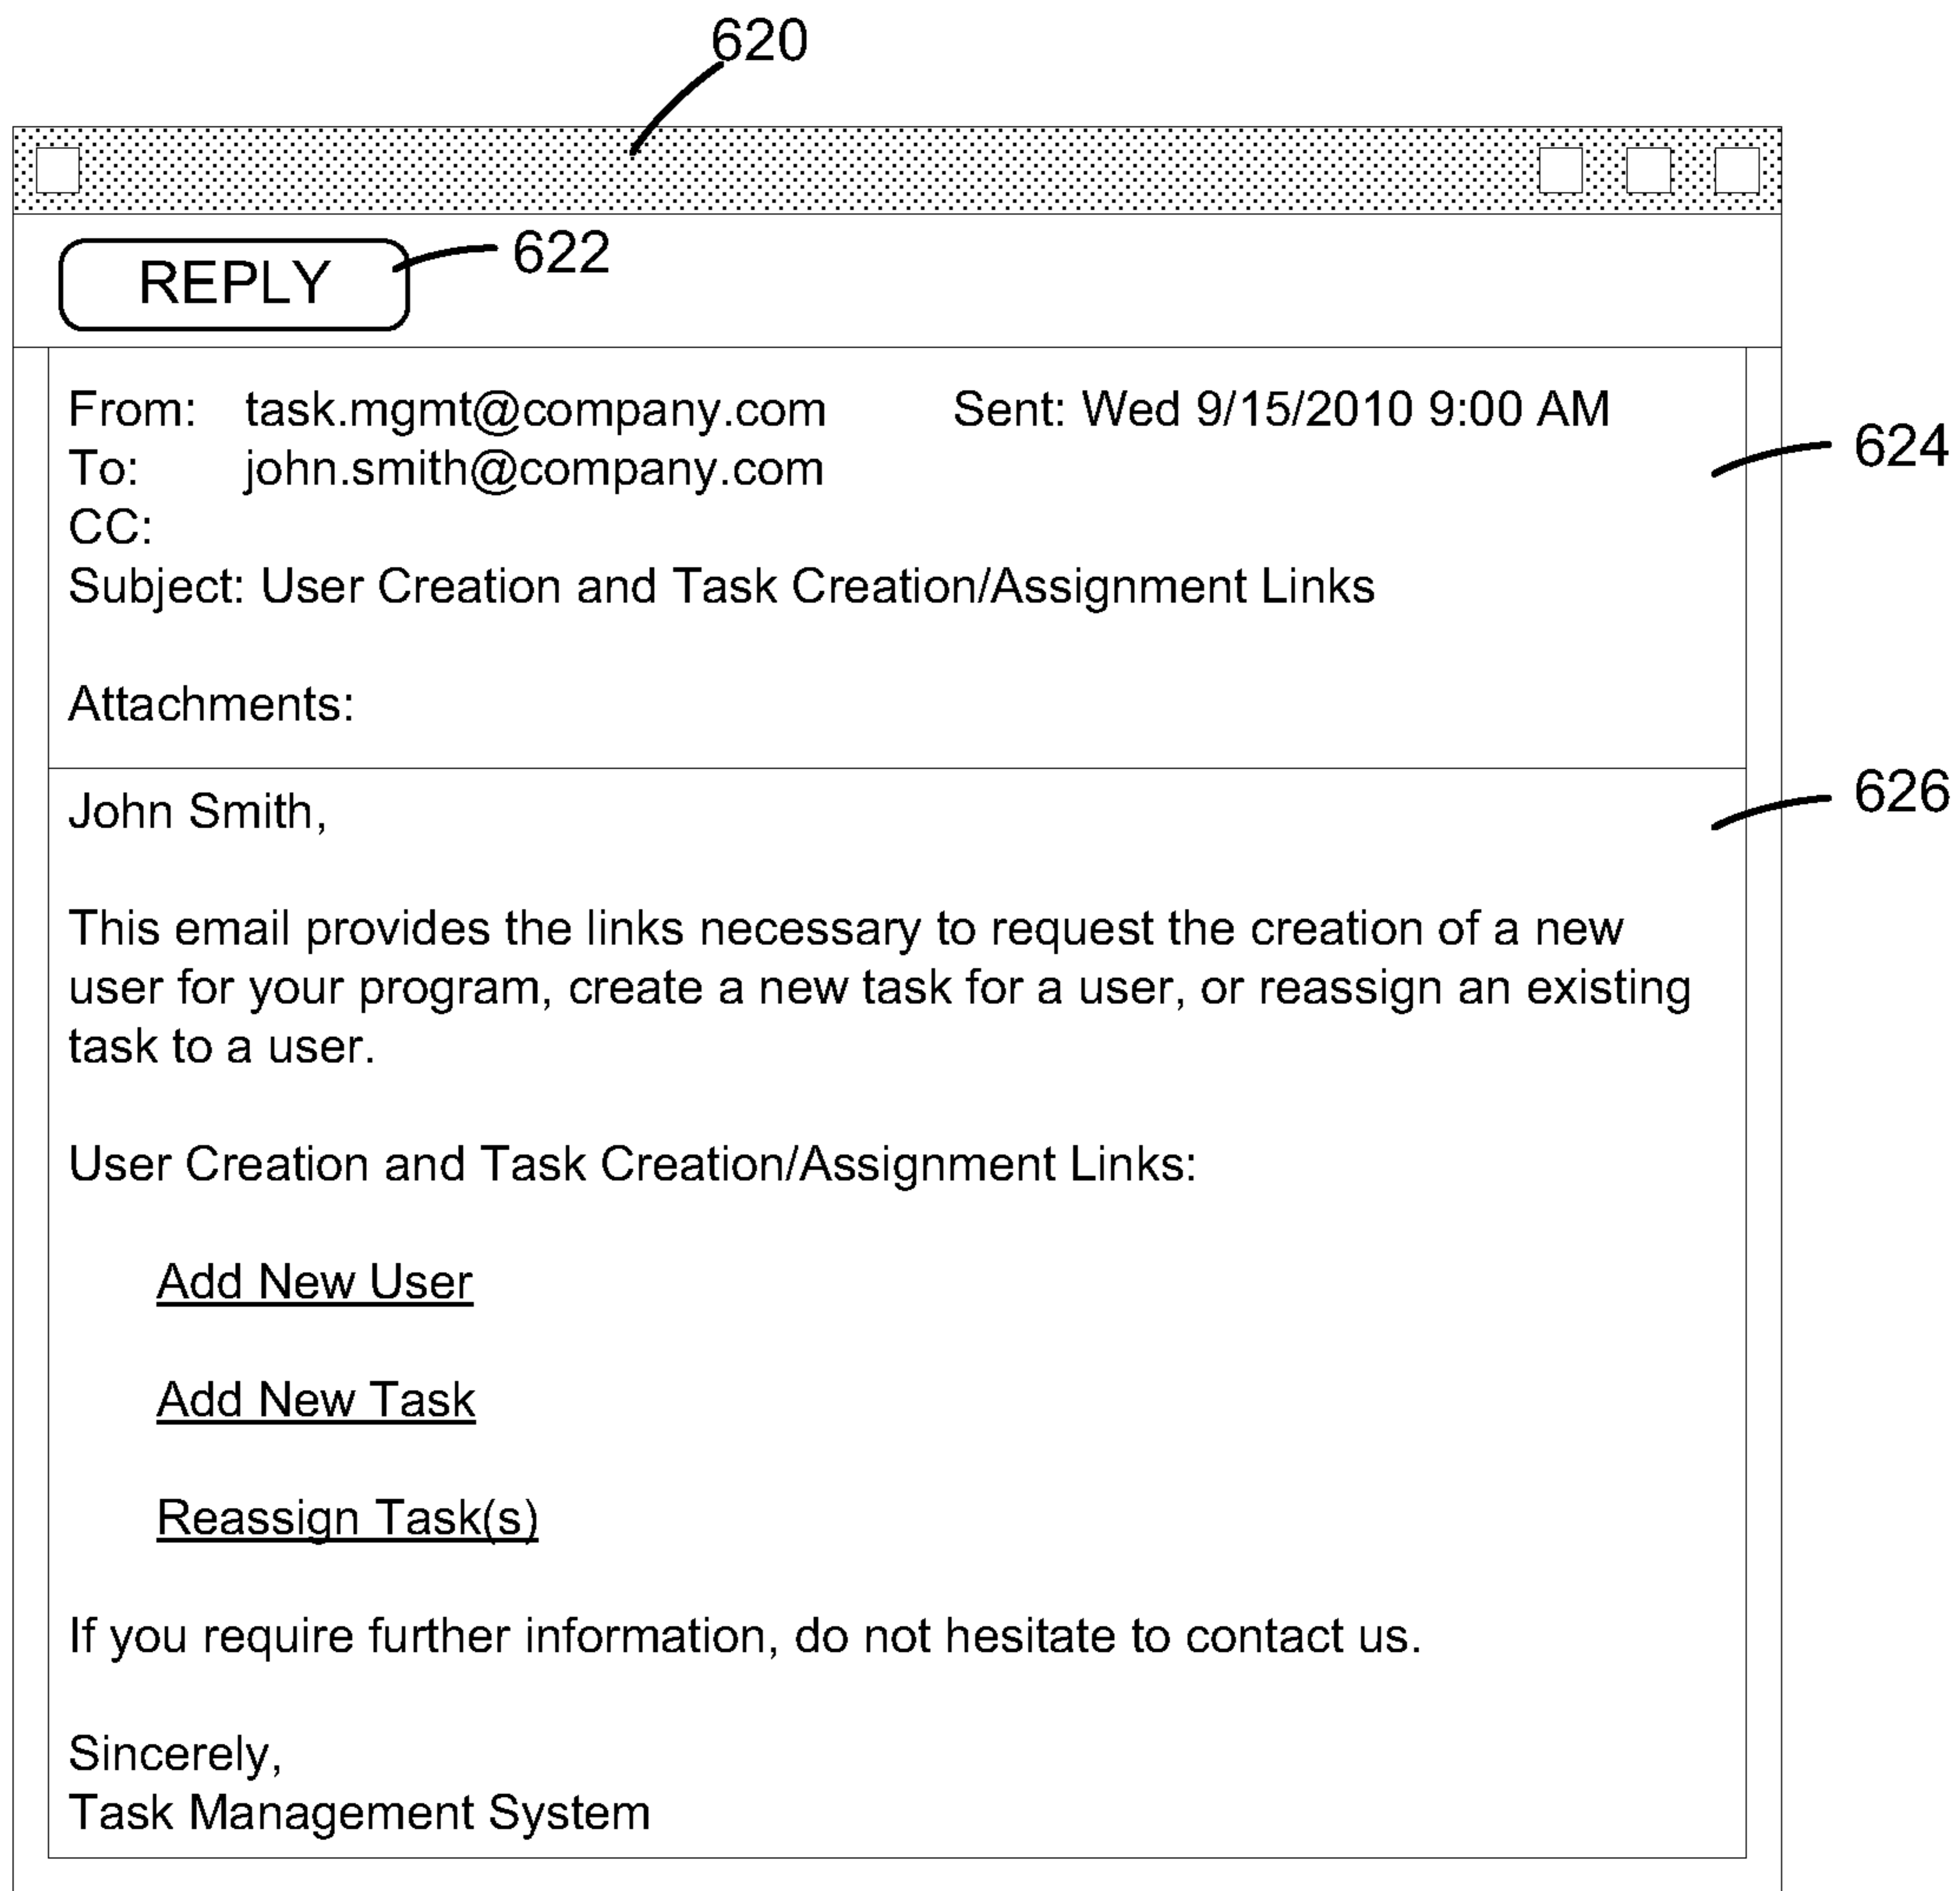 620
REPLY 622
From: task.mgmt@company.com Sent: Wed 9/15/2010 9:00 AM
624
To: john.smith@company.com
CC:
Subject: User Creation and Task Creation/Assignment Links
Attachments:
626
John Smith,
This email provides the links necessary to request the creation of a new
user for your program, create a new task for a user, or reassign an existing
task to a user.
User Creation and Task Creation/Assignment Links:
Add New User
Add New Task
Reassign Task(s)
If you require further information, do not hesitate to contact us.
Sincerely,
Task Management System